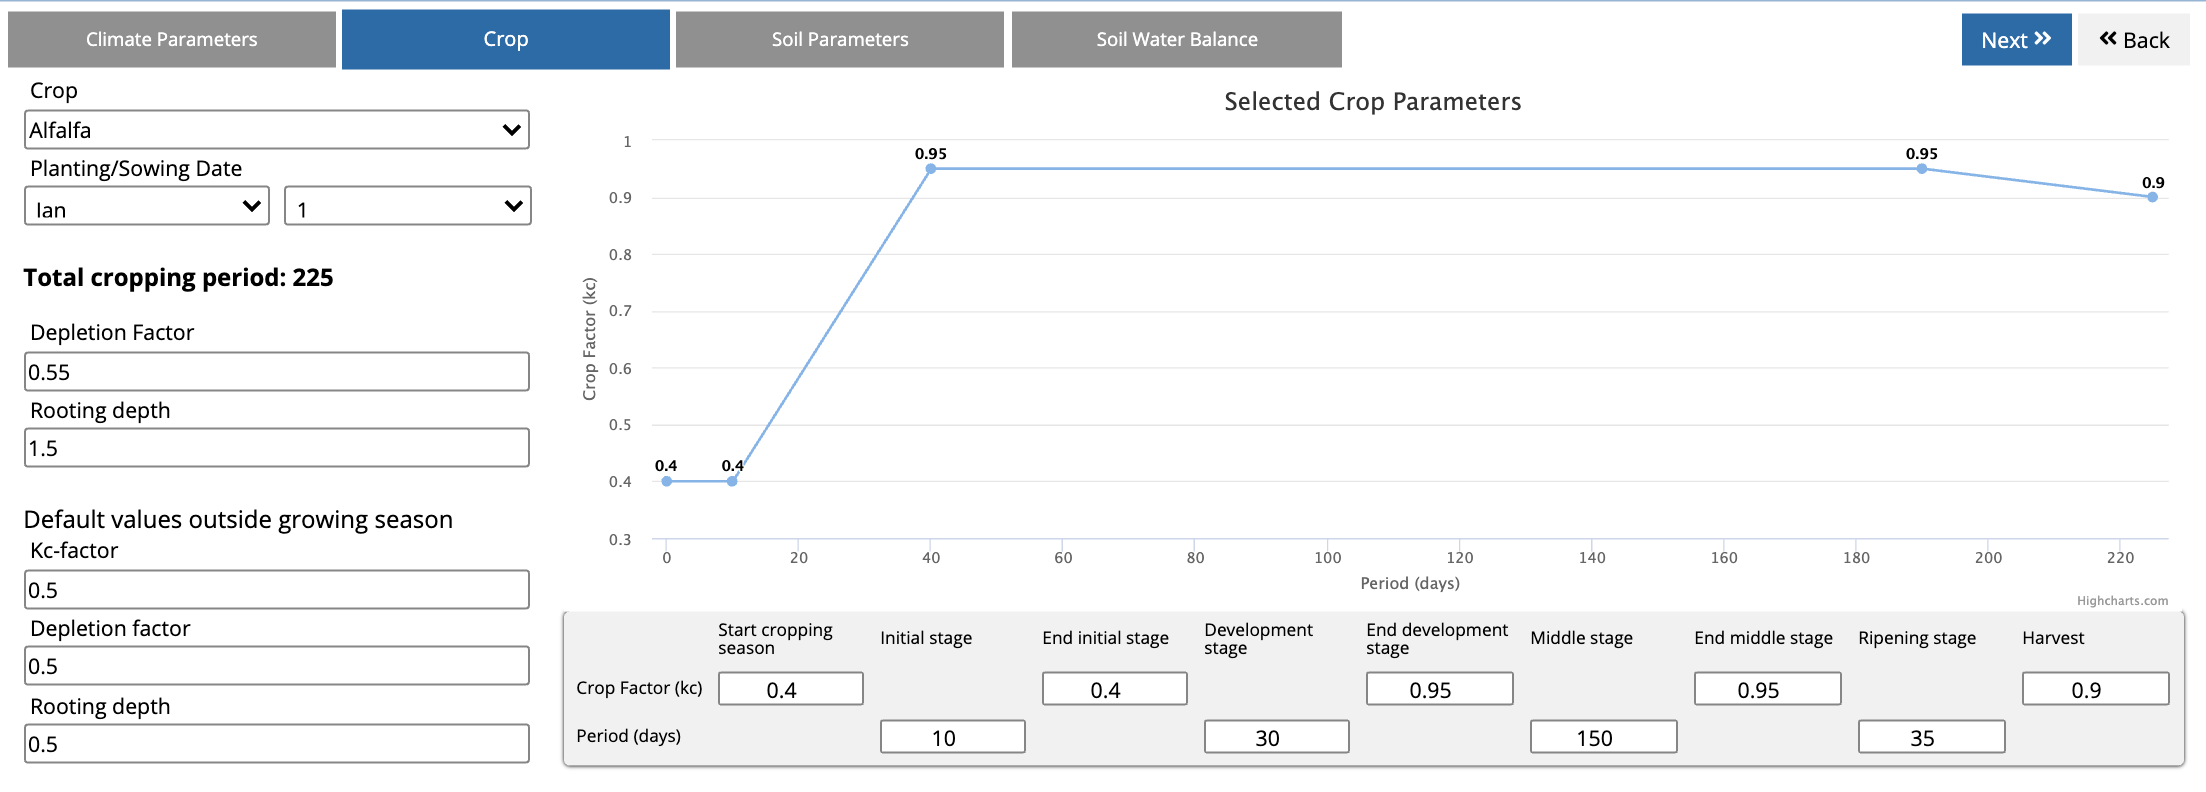 Climate Parameters
Crop
Soil Parameters
Soil Water Balance
Next »
« Back
Crop
Alfalfa
Planting/Sowing Date
Jan
1
Total cropping period: 225
Depletion Factor
0.55
Rooting depth
1.5
Default values outside growing season
Kc-factor
0.5
Depletion factor
0.5
Rooting depth
0.5
Selected Crop Parameters
Crop Factor (kc)
1
0.9
0.8
0.7
0.6
0.5
0.4
0.3
0.4
0.4
0.95
0.95
0.9
0 20 40 60 80 100 120 140 160 180 200 220
Period (days)
Highcharts.com
Start cropping season
Initial stage
End initial stage
Development stage
End development stage
Middle stage
End middle stage
Ripening stage
Harvest
Crop Factor (kc) 0.4 0.4 0.95 0.95 0.9
Period (days) 10 30 150 35